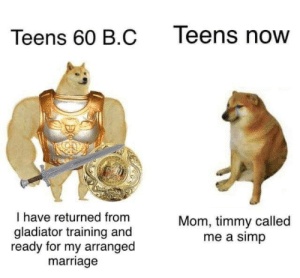 Teens 60 B.C
Teens now
I have returned from
gladiator training and
ready for my arranged
marriage
Mom, timmy called
me a simp